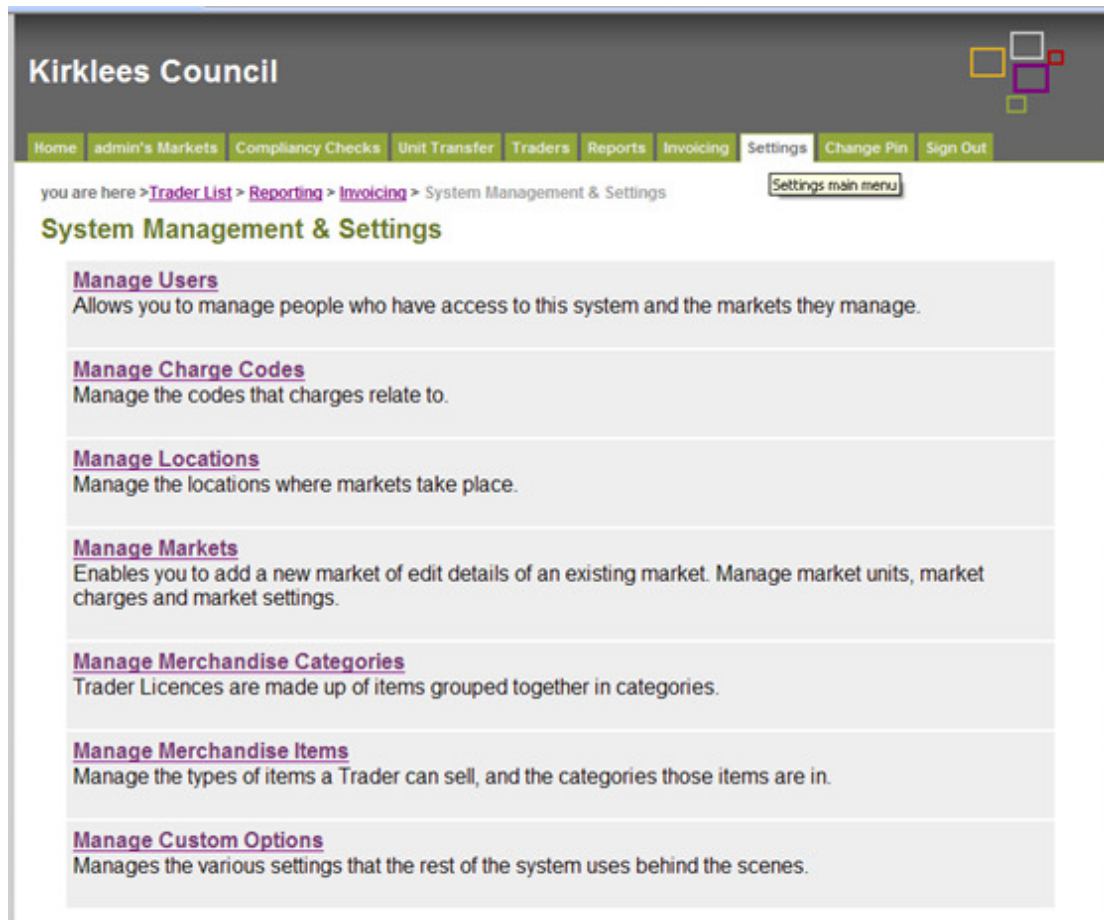 Kirklees Council
Home admin's Markets Compliancy Checks Unit Transfer Traders Reports Invoicing Settings Change Pin Sign Out
you are here >Trader List > Reporting > Invoicing > System Management & Settings
Settings main menu
System Management & Settings
Manage Users
Allows you to manage people who have access to this system and the markets they manage.
Manage Charge Codes
Manage the codes that charges relate to.
Manage Locations
Manage the locations where markets take place.
Manage Markets
Enables you to add a new market of edit details of an existing market. Manage market units, market
charges and market settings.
Manage Merchandise Categories
Trader Licences are made up of items grouped together in categories.
Manage Merchandise Items
Manage the types of items a Trader can sell, and the categories those items are in.
Manage Custom Options
Manages the various settings that the rest of the system uses behind the scenes.